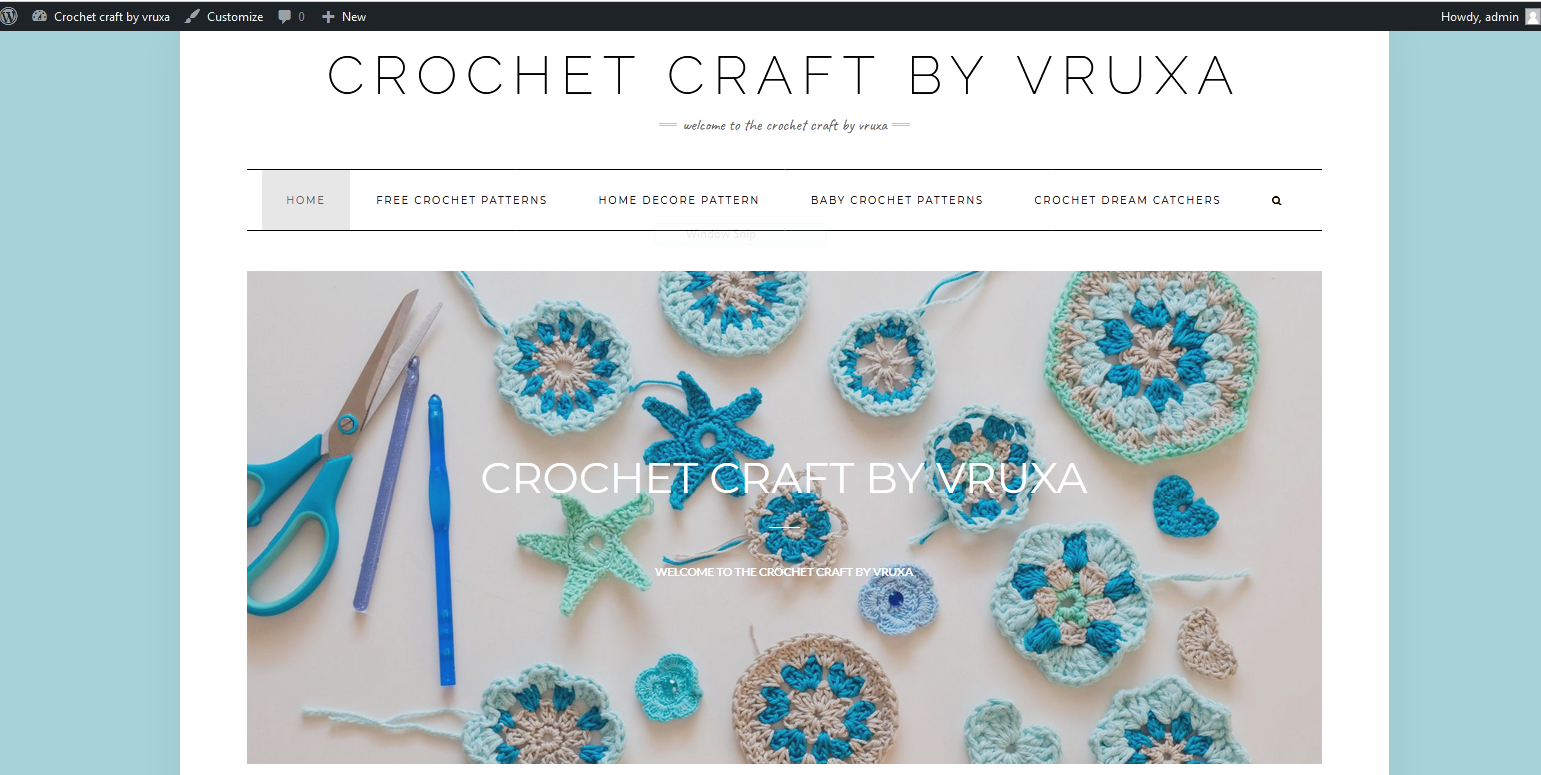 Crochet craft by vruxa Customize 0 New Howdy, admin
CROCHET CRAFT BY VRUXA
welcome to the crochet craft by vruxa
HOME FREE CROCHET PATTERNS HOME DECORE PATTERN BABY CROCHET PATTERNS CROCHET DREAM CATCHERS
Window Snip
CROCHET CRAFT BY VRUXA
WELCOME TO THE CROCHET CRAFT BY VRUXA